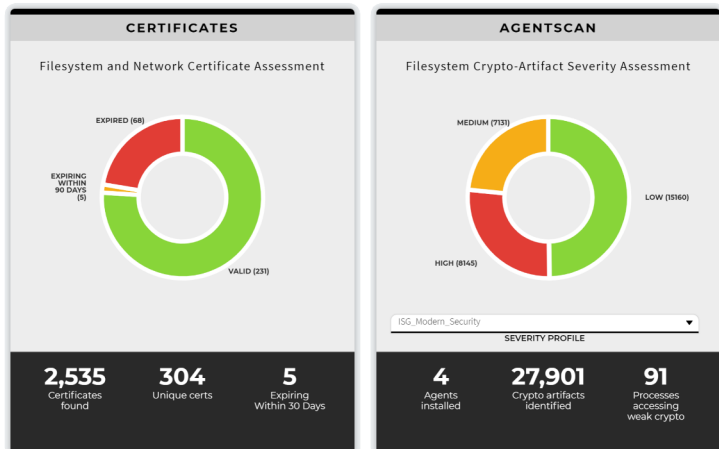 CERTIFICATES
Filesystem and Network Certificate Assessment
EXPIRED (68)
EXPIRING
WITHIN
90 DAYS
(5)
VALID (231)
2,535
Certificates
found
304
Unique certs
5
Expiring
Within 30 Days
AGENTSCAN
Filesystem Crypto-Artifact Severity Assessment
MEDIUM (7131)
LOW (15160)
HIGH (8145)
ISG_Modern_Security
SEVERITY PROFILE
4
Agents
installed
27,901
Crypto artifacts
identified
91
Processes
accessing
weak crypto